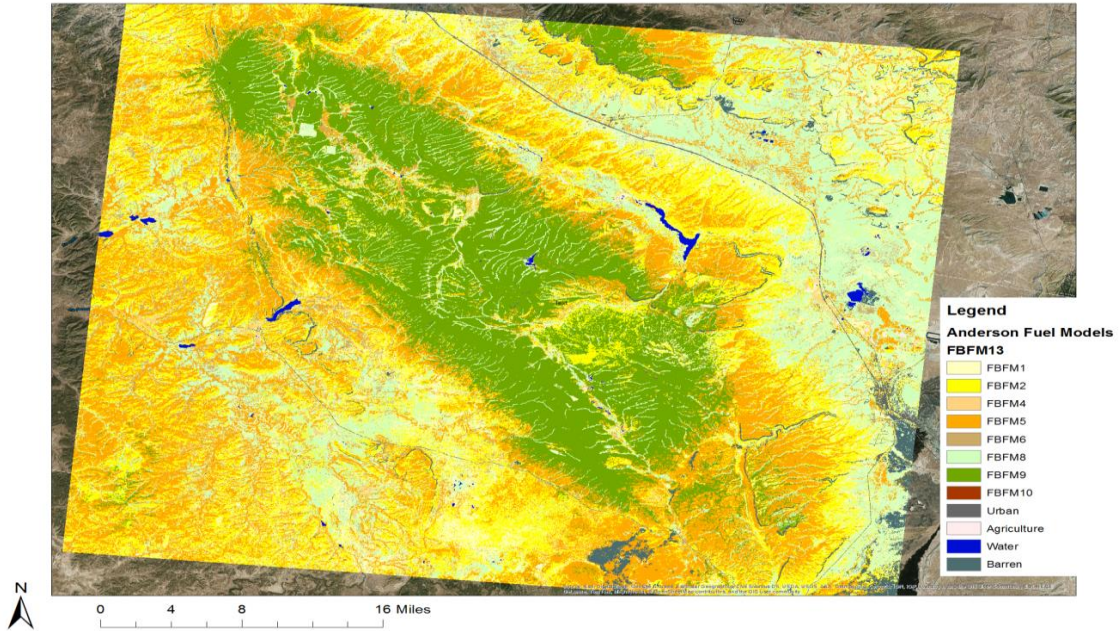 Legend
Anderson Fuel Models
FBFM13
FBFM1
FBFM2
FBFM4
FBFM5
FBFM6
FBFM8
FBFM9
FBFM10
Urban
Agriculture
Water
Barren
N
0 4 8 16 Miles